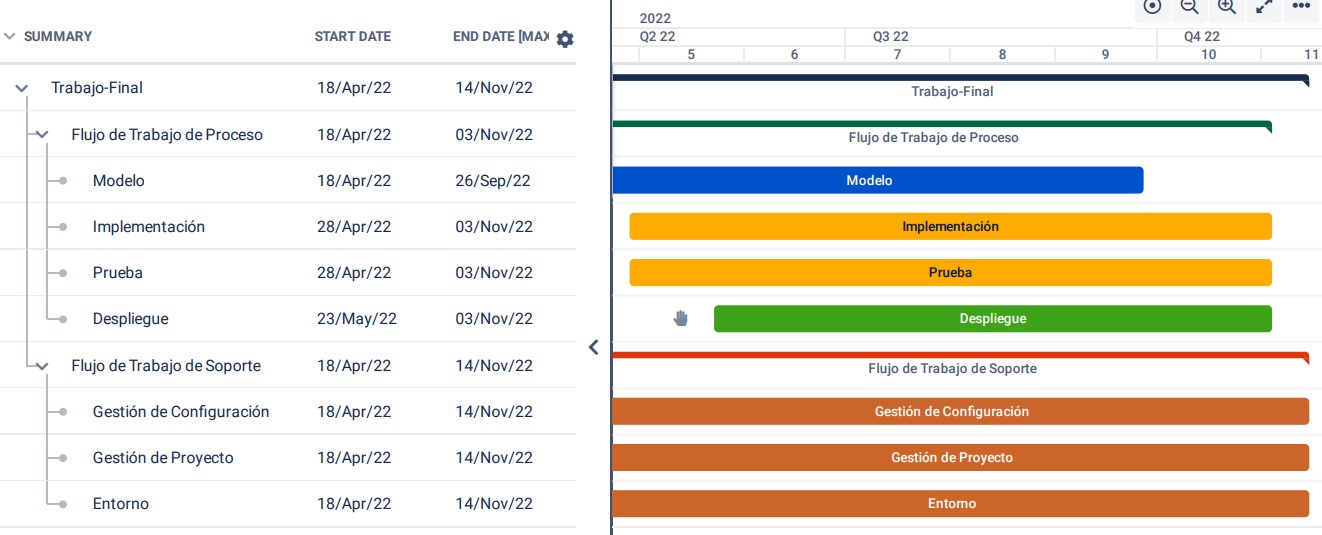 2022
SUMMARY START DATE END DATE [MAX Q2 22 Q3 22 Q4 22
5 6 7 8 9 10 11
Trabajo-Final 18/Apr/22 14/Nov/22 Trabajo-Final
Flujo de Trabajo de Proceso 18/Apr/22 03/Nov/22 Flujo de Trabajo de Proceso
Modelo 18/Apr/22 26/Sep/22 Modelo
Implementación 28/Apr/22 03/Nov/22 Implementación
Prueba 28/Apr/22 03/Nov/22 Prueba
Despliegue 23/May/22 03/Nov/22 Despliegue
Flujo de Trabajo de Soporte 18/Apr/22 14/Nov/22 Flujo de Trabajo de Soporte
Gestión de Configuración 18/Apr/22 14/Nov/22 Gestión de Configuración
Gestión de Proyecto 18/Apr/22 14/Nov/22 Gestión de Proyecto
Entorno 18/Apr/22 14/Nov/22 Entorno